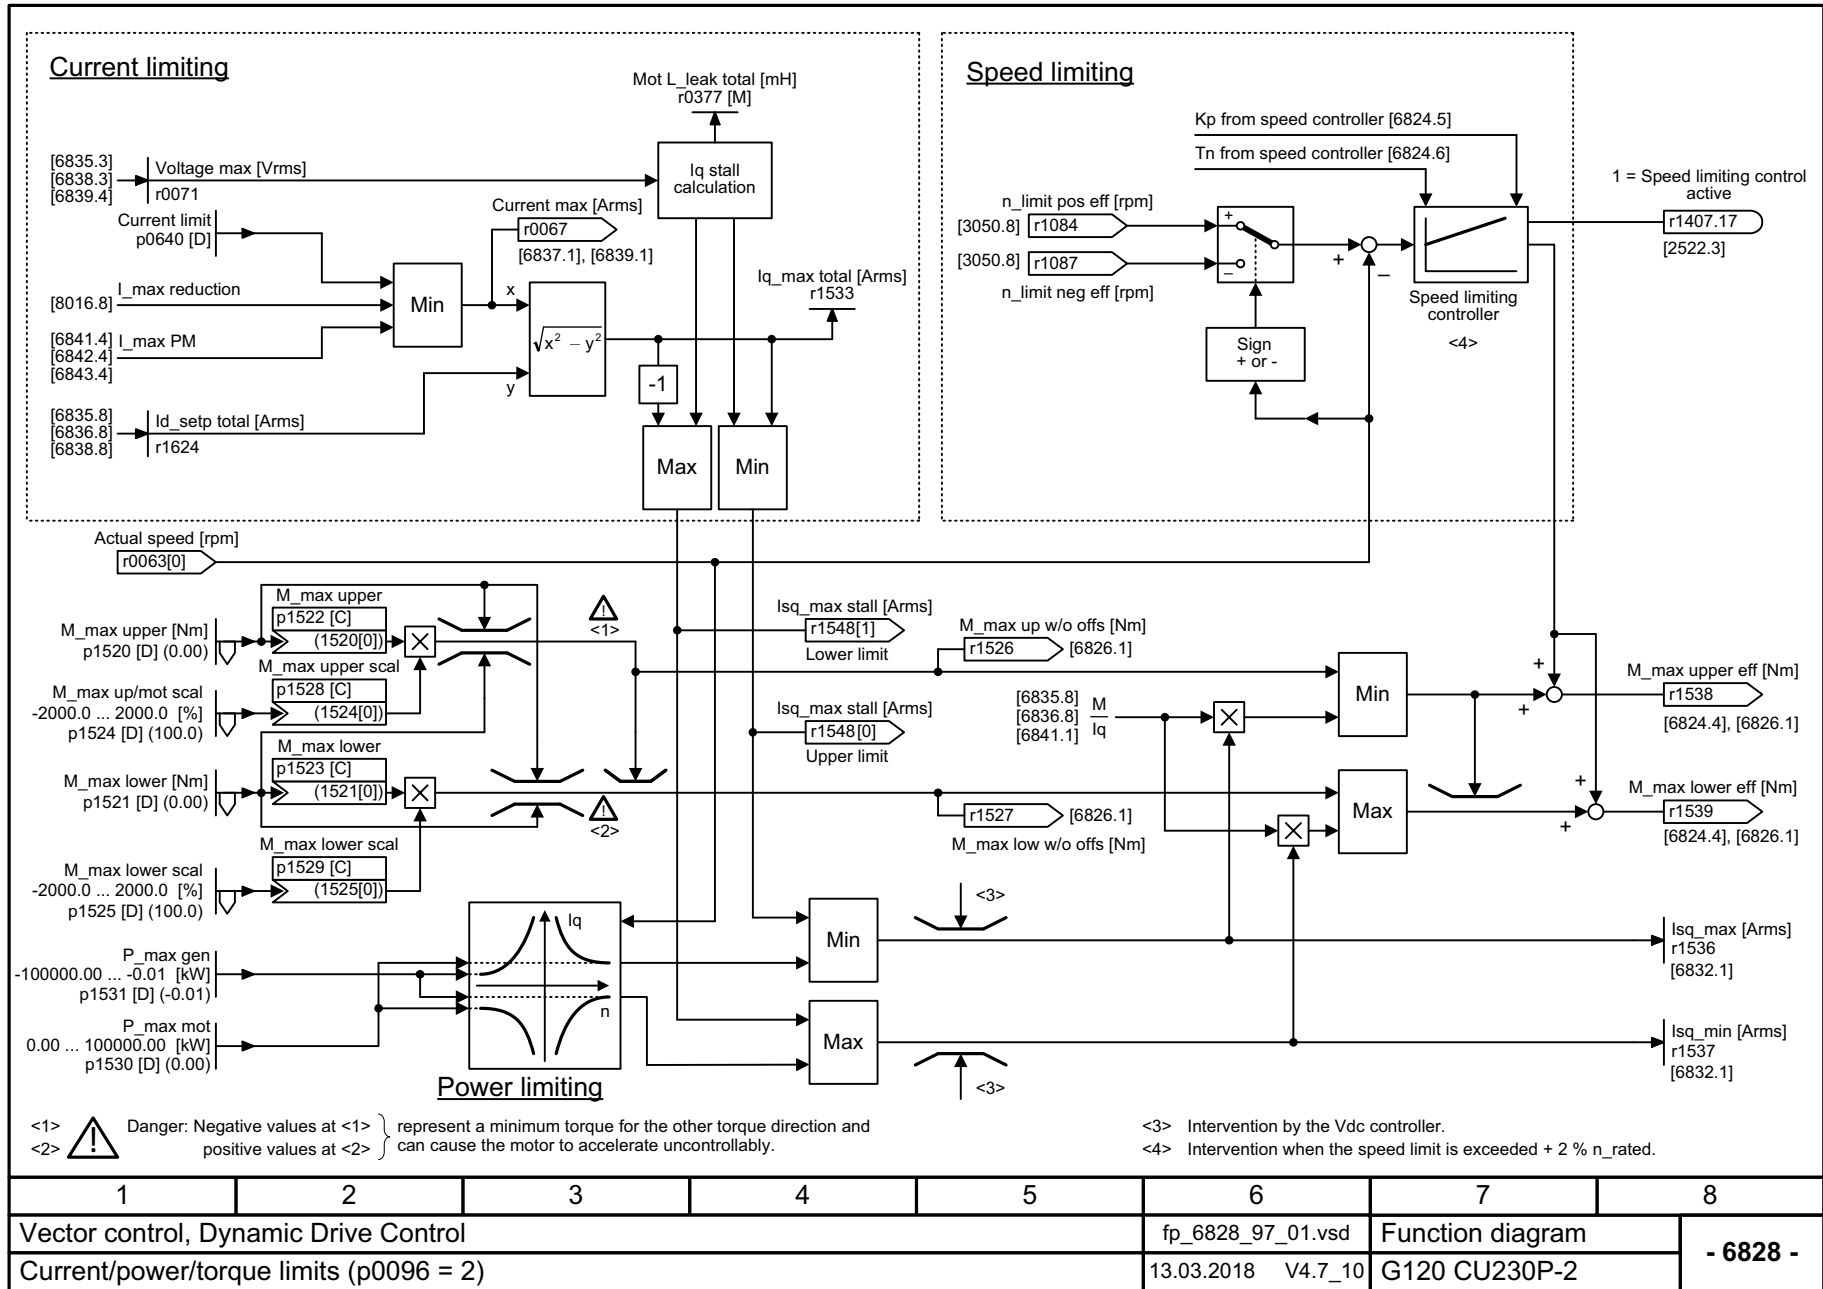 Current limiting
Mot L_leak total [mH]
r0377 [M]
[6835.3]
[6838.3]
[6839.4]
Voltage max [Vrms]
r0071
Iq stall
calculation
Current limit
p0640 [D]
Current max [Arms]
r0067
[6837.1], [6839.1]
[8016.8]
I_max reduction
Min
x
√x² – y²
y
Iq_max total [Arms]
r1533
[6841.4]
[6842.4]
[6843.4]
I_max PM
-1
[6835.8]
[6836.8]
[6838.8]
Id_setp total [Arms]
r1624
Max
Min
Speed limiting
Kp from speed controller [6824.5]
Tn from speed controller [6824.6]
n_limit pos eff [rpm]
[3050.8] r1084
[3050.8] r1087
n_limit neg eff [rpm]
+
–
+
–
Sign
+ or -
Speed limiting
controller
<4>
1 = Speed limiting control
active
r1407.17
[2522.3]
Actual speed [rpm]
r0063[0]
M_max upper [Nm]
p1520 [D] (0.00)
M_max upper
p1522 [C]
(1520[0])
M_max up/mot scal
-2000.0 ... 2000.0 [%]
p1524 [D] (100.0)
M_max upper scal
p1528 [C]
(1524[0])
M_max lower [Nm]
p1521 [D] (0.00)
M_max lower
p1523 [C]
(1521[0])
M_max lower scal
-2000.0 ... 2000.0 [%]
p1525 [D] (100.0)
M_max lower scal
p1529 [C]
(1525[0])
!
<1>
!
<2>
Isq_max stall [Arms]
r1548[1]
Lower limit
Isq_max stall [Arms]
r1548[0]
Upper limit
M_max up w/o offs [Nm]
r1526
[6826.1]
[6835.8]
[6836.8]
[6841.1]
M
Iq
r1527
[6826.1]
M_max low w/o offs [Nm]
Min
Max
+
+
+
+
M_max upper eff [Nm]
r1538
[6824.4], [6826.1]
M_max lower eff [Nm]
r1539
[6824.4], [6826.1]
P_max gen
-100000.00 ... -0.01 [kW]
p1531 [D] (-0.01)
P_max mot
0.00 ... 100000.00 [kW]
p1530 [D] (0.00)
Iq
n
Power limiting
Min
Max
<3>
<3>
Isq_max [Arms]
r1536
[6832.1]
Isq_min [Arms]
r1537
[6832.1]
<1>
<2>
!
Danger: Negative values at <1>
positive values at <2>
represent a minimum torque for the other torque direction and
can cause the motor to accelerate uncontrollably.
<3> Intervention by the Vdc controller.
<4> Intervention when the speed limit is exceeded + 2 % n_rated.
1 2 3 4 5 6 7 8
Vector control, Dynamic Drive Control
fp_6828_97_01.vsd
Function diagram
- 6828 -
Current/power/torque limits (p0096 = 2)
13.03.2018 V4.7_10
G120 CU230P-2